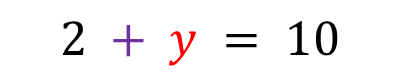 2 + y = 10